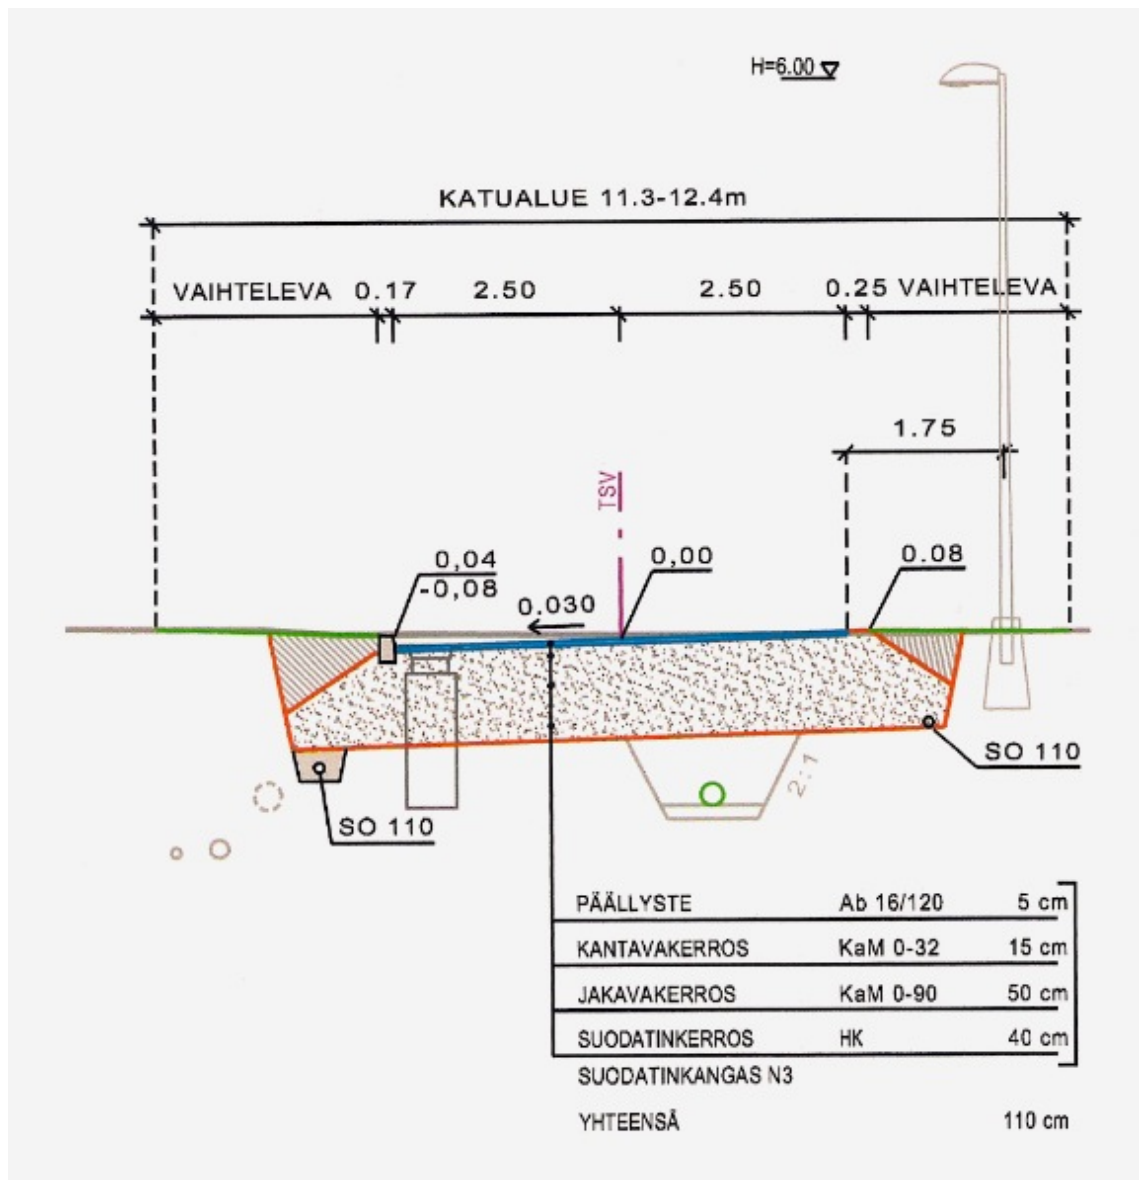 H=6.00
KATUALUE 11.3-12.4m
VAIHTELEVA 0.17 2.50 2.50 0.25 VAIHTELEVA
1.75
TSV
0,04 0,00 0.08
-0,08
0.030
SO 110
2:1
SO 110
PÄÄLLYSTE Ab 16/120 5 cm
KANTAVAKERROS KaM 0-32 15 cm
JAKAVAKERROS KaM 0-90 50 cm
SUODATINKERROS HK 40 cm
SUODATINKANGAS N3
YHTEENSÄ 110 cm